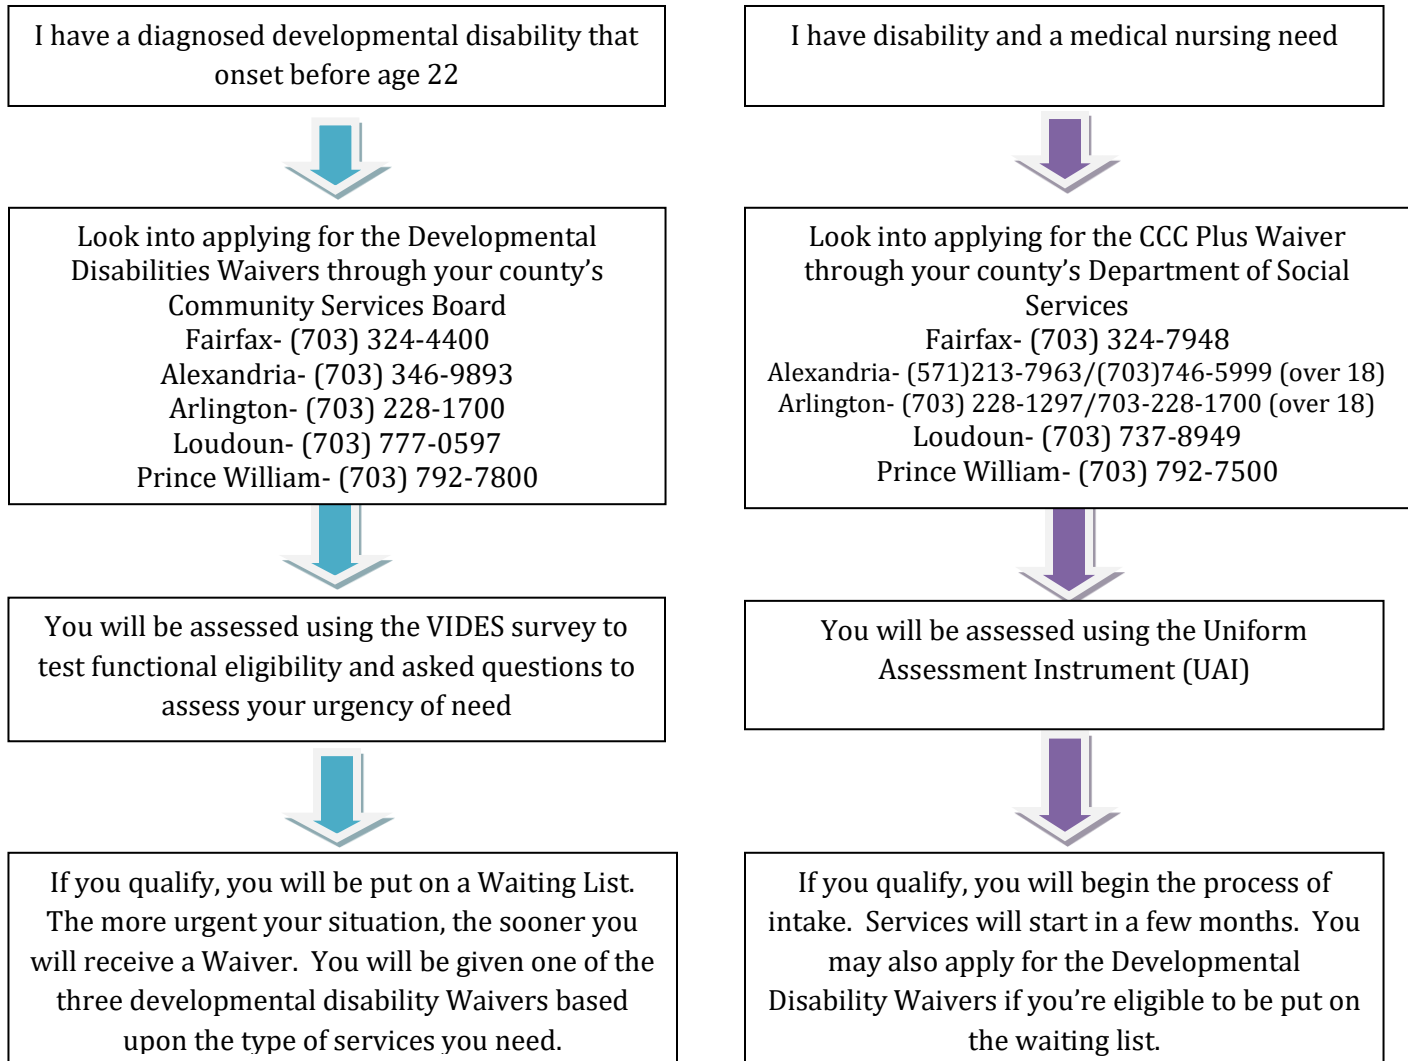 I have a diagnosed developmental disability that
onset before age 22
Look into applying for the Developmental
Disabilities Waivers through your county’s
Community Services Board
Fairfax- (703) 324-4400
Alexandria- (703) 346-9893
Arlington- (703) 228-1700
Loudoun- (703) 777-0597
Prince William- (703) 792-7800
You will be assessed using the VIDES survey to
test functional eligibility and asked questions to
assess your urgency of need
If you qualify, you will be put on a Waiting List.
The more urgent your situation, the sooner you
will receive a Waiver.  You will be given one of the
three developmental disability Waivers based
upon the type of services you need.
I have disability and a medical nursing need
Look into applying for the CCC Plus Waiver
through your county’s Department of Social
Services
Fairfax- (703) 324-7948
Alexandria- (571)213-7963/(703)746-5999 (over 18)
Arlington- (703) 228-1297/703-228-1700 (over 18)
Loudoun- (703) 737-8949
Prince William- (703) 792-7500
You will be assessed using the Uniform
Assessment Instrument (UAI)
If you qualify, you will begin the process of
intake.  Services will start in a few months.  You
may also apply for the Developmental
Disability Waivers if you’re eligible to be put on
the waiting list.